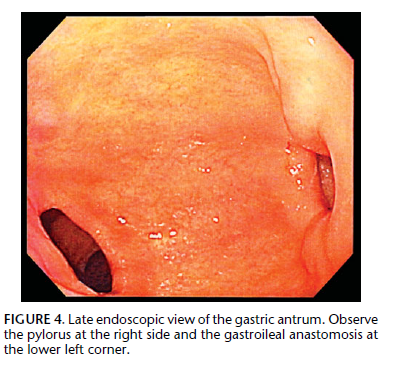 FIGURE 4. Late endoscopic view of the gastric antrum. Observe
the pylorus at the right side and the gastroileal anastomosis at
the lower left corner.